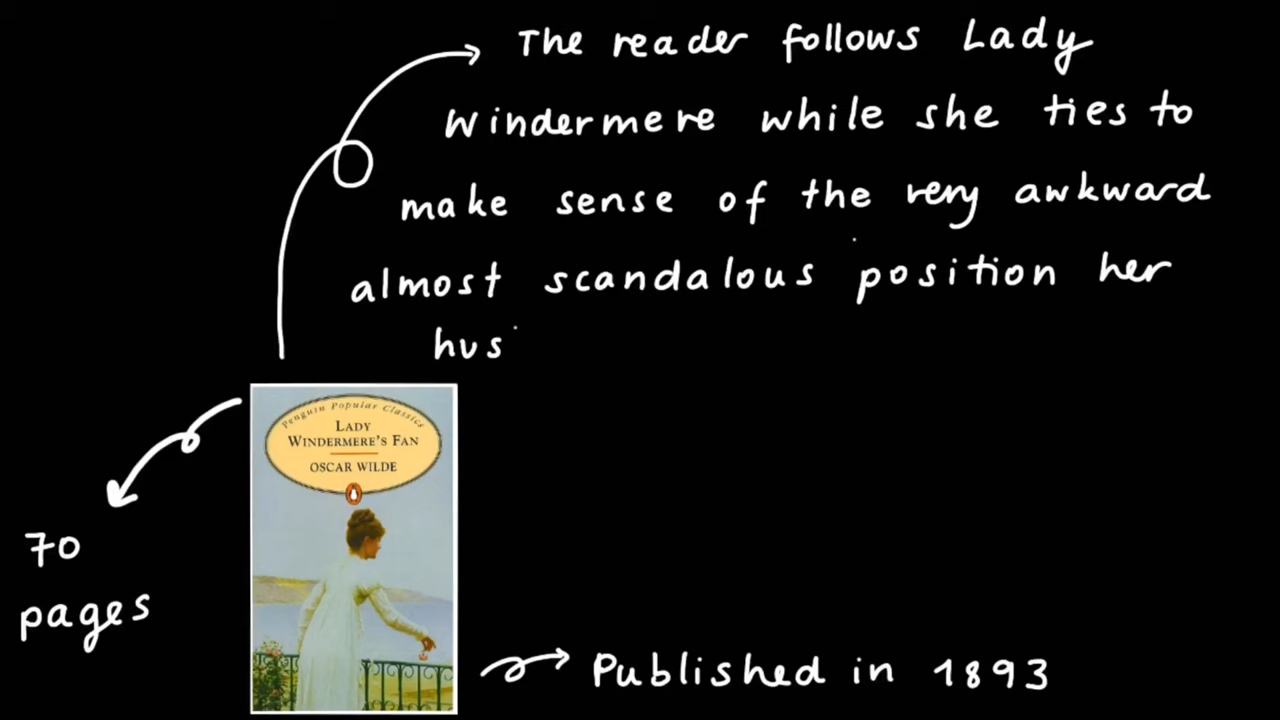 The reader follows Lady
Windermere while she ties to
make sense of the very awkward
almost scandalous position her
hus
Penguin Popular Classics
LADY
WINDERMERE'S FAN
OSCAR WILDE
70
pages
Published in 1893